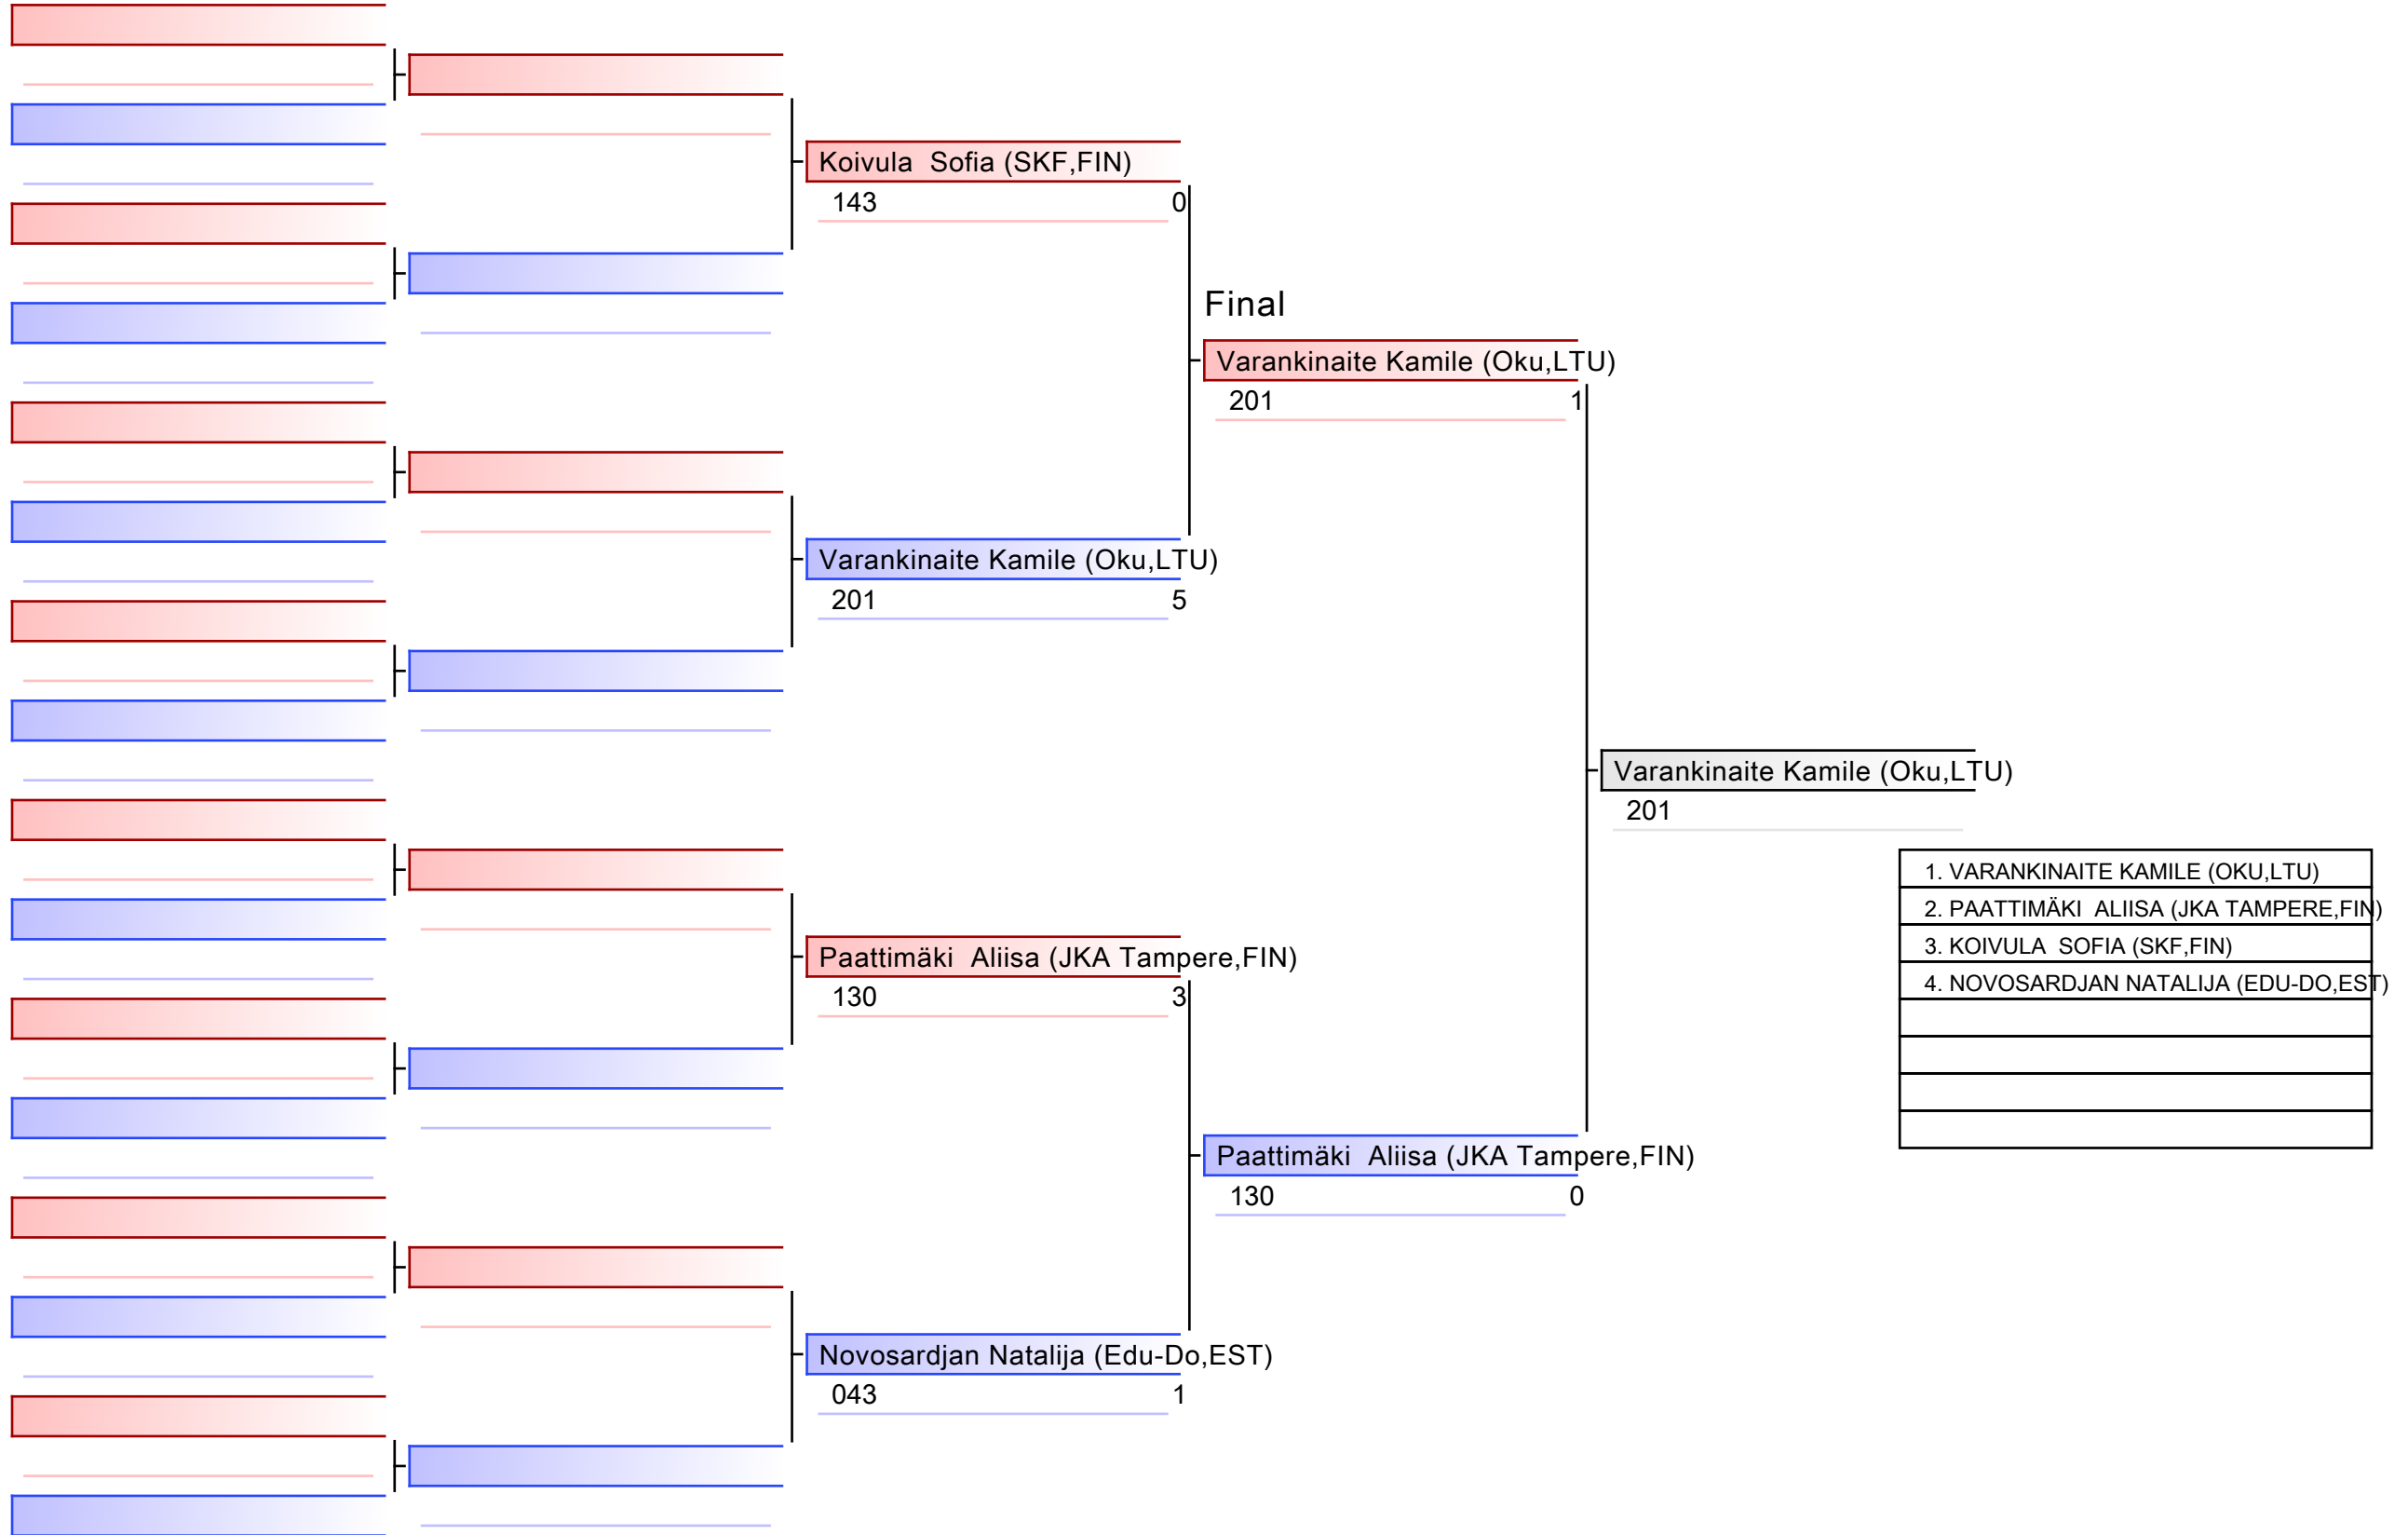 Koivula  Sofia (SKF,FIN)
143 0
Final
Varankinaite Kamile (Oku,LTU)
201 1
Varankinaite Kamile (Oku,LTU)
201 5
Varankinaite Kamile (Oku,LTU)
201
1. VARANKINAITE KAMILE (OKU,LTU)
2. PAATTIMÄKI  ALIISA (JKA TAMPERE,FIN)
3. KOIVULA  SOFIA (SKF,FIN)
4. NOVOSARDJAN NATALIJA (EDU-DO,EST)
Paattimäki  Aliisa (JKA Tampere,FIN)
130 3
Paattimäki  Aliisa (JKA Tampere,FIN)
130 0
Novosardjan Natalija (Edu-Do,EST)
043 1